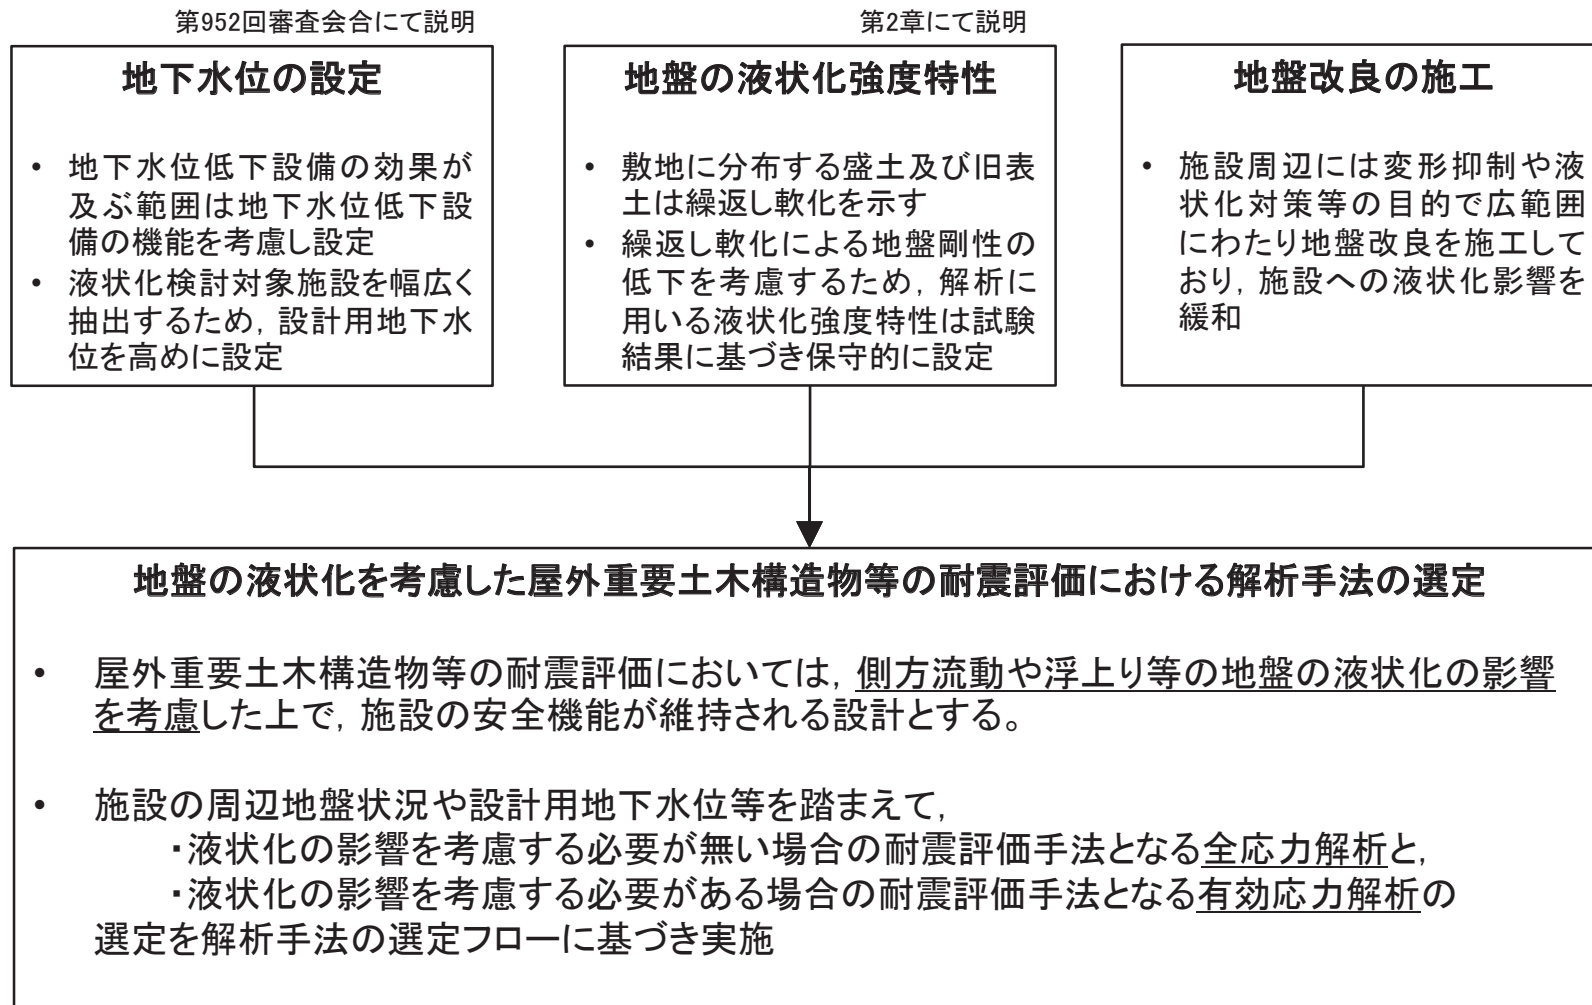 第952回審査会合にて説明
地下水位の設定
• 地下水位低下設備の効果が
及ぶ範囲は地下水位低下設
備の機能を考慮し設定
• 液状化検討対象施設を幅広く
抽出するため, 設計用地下水
位を高めに設定
第2章にて説明
地盤の液状化強度特性
• 敷地に分布する盛土及び旧表
土は繰返し軟化を示す
• 繰返し軟化による地盤剛性の
低下を考慮するため, 解析に
用いる液状化強度特性は試験
結果に基づき保守的に設定
地盤改良の施工
• 施設周辺には変形抑制や液
状化対策等の目的で広範囲
にわたり地盤改良を施工して
おり, 施設への液状化影響を
緩和
地盤の液状化を考慮した屋外重要土木構造物等の耐震評価における解析手法の選定
• 屋外重要土木構造物等の耐震評価においては, 側方流動や浮上り等の地盤の液状化の影響
を考慮した上で, 施設の安全機能が維持される設計とする。
• 施設の周辺地盤状況や設計用地下水位等を踏まえて,
・液状化の影響を考慮する必要が無い場合の耐震評価手法となる全応力解析と,
・液状化の影響を考慮する必要がある場合の耐震評価手法となる有効応力解析の
選定を解析手法の選定フローに基づき実施